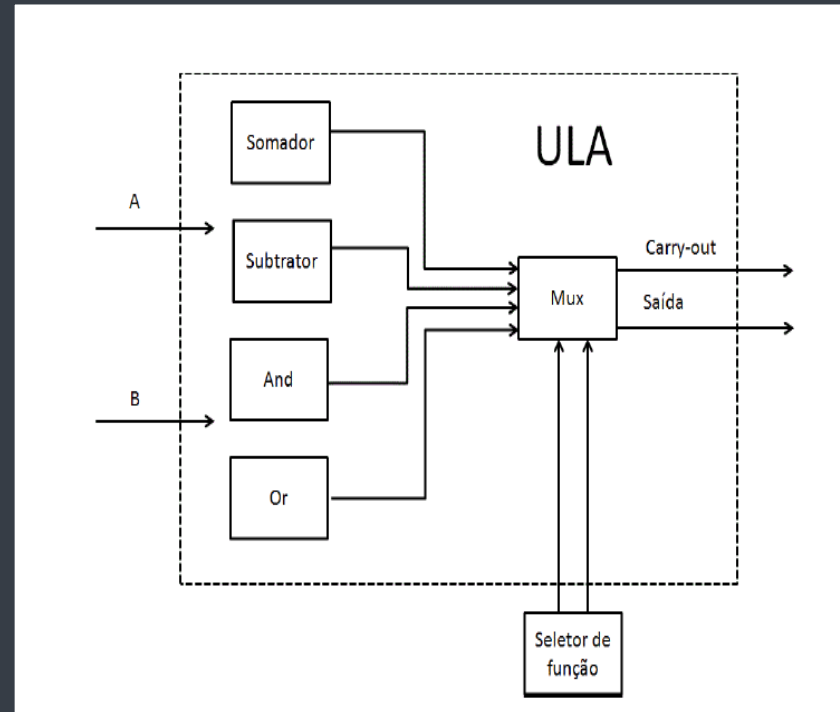 ULA
Somador
A
Subtrator
Carry-out
Mux
Saída
And
B
Or
Seletor de
função